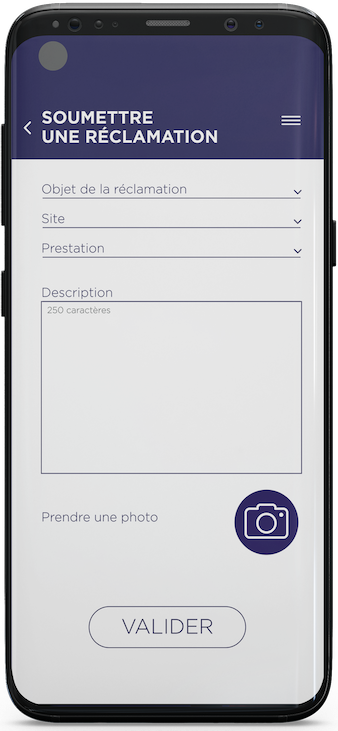 SOUMETTRE
UNE RÉCLAMATION
Objet de la réclamation
Site
Prestation
Description
250 caractères
Prendre une photo
VALIDER